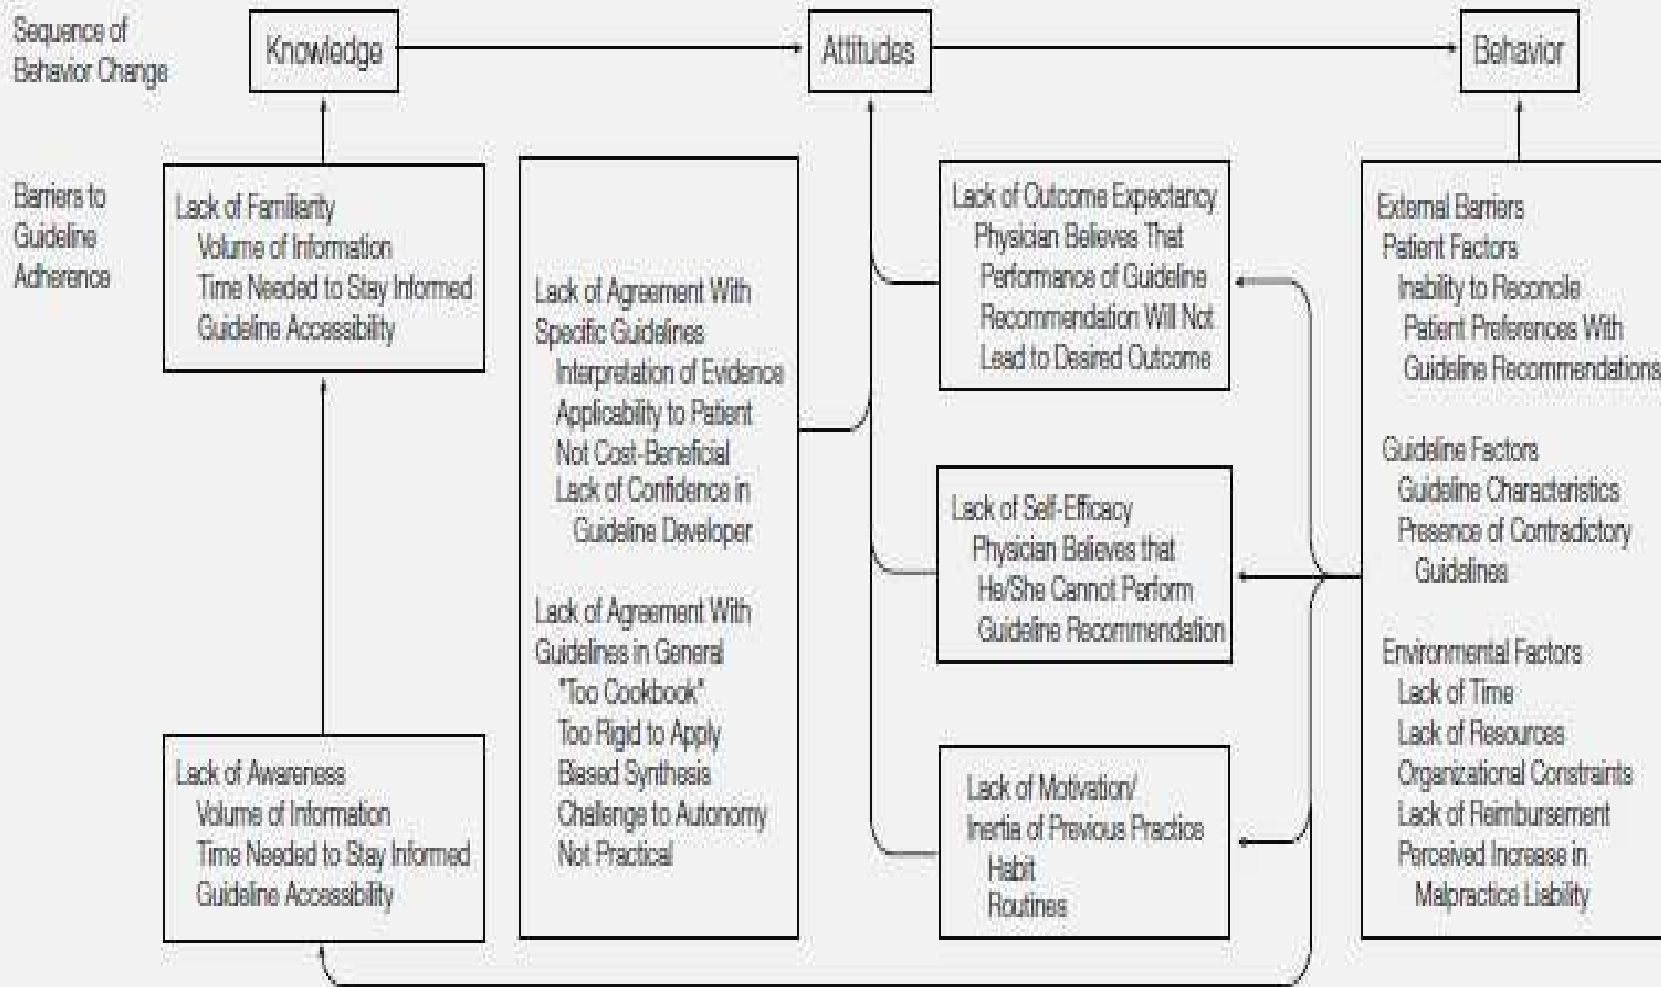 Sequence of
Behavior Change
Knowledge
Attitudes
Behavior
Barriers to
Guideline
Adherence
Lack of Familiarity
Volume of Information
Time Needed to Stay Informed
Guideline Accessibility
Lack of Awareness
Volume of Information
Time Needed to Stay Informed
Guideline Accessibility
Lack of Agreement With
Specific Guidelines
Interpretation of Evidence
Applicability to Patient
Not Cost-Beneficial
Lack of Confidence in
Guideline Developer
Lack of Agreement With
Guidelines in General
"Too Cookbook"
Too Rigid to Apply
Biased Synthesis
Challenge to Autonomy
Not Practical
Lack of Outcome Expectancy
Physician Believes That
Performance of Guideline
Recommendation Will Not
Lead to Desired Outcome
Lack of Self-Efficacy
Physician Believes that
He/She Cannot Perform
Guideline Recommendation
Lack of Motivation/
Inertia of Previous Practice
Habit
Routines
External Barriers
Patient Factors
Inability to Reconcile
Patient Preferences With
Guideline Recommendations
Guideline Factors
Guideline Characteristics
Presence of Contradictory
Guidelines
Environmental Factors
Lack of Time
Lack of Resources
Organizational Constraints
Lack of Reimbursement
Perceived Increase in
Malpractice Liability